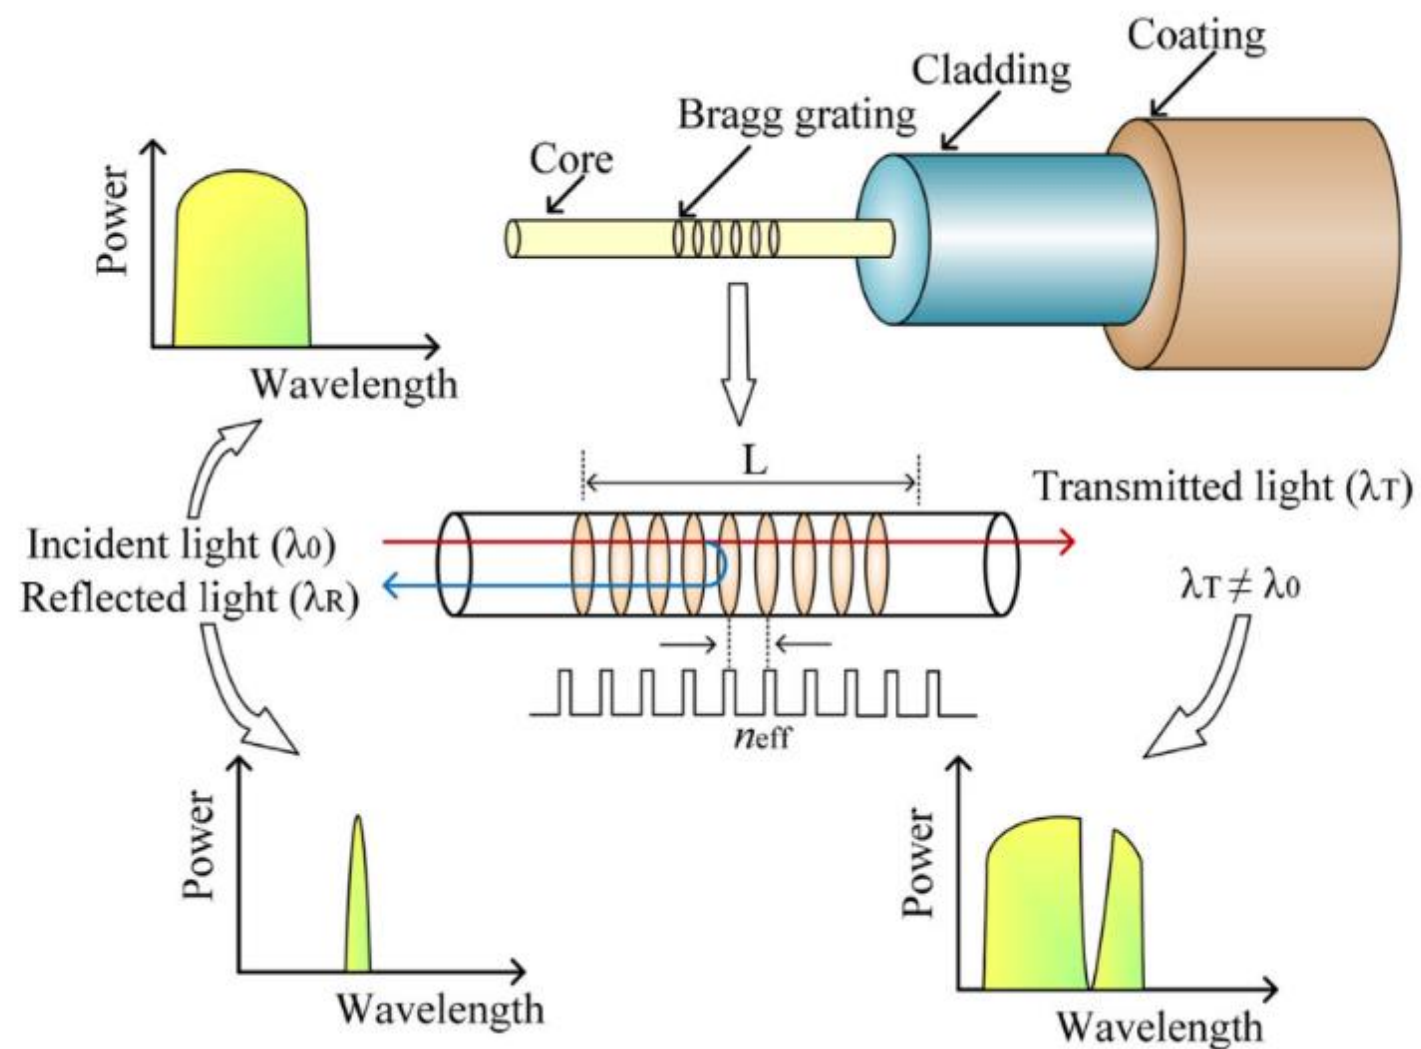 Coating
Cladding
Bragg grating
Core
Power
Wavelength
L
Transmitted light (λT)
Incident light (λ0)
Reflected light (λR)
λT ≠ λ0
neff
Power
Wavelength
Power
Wavelength